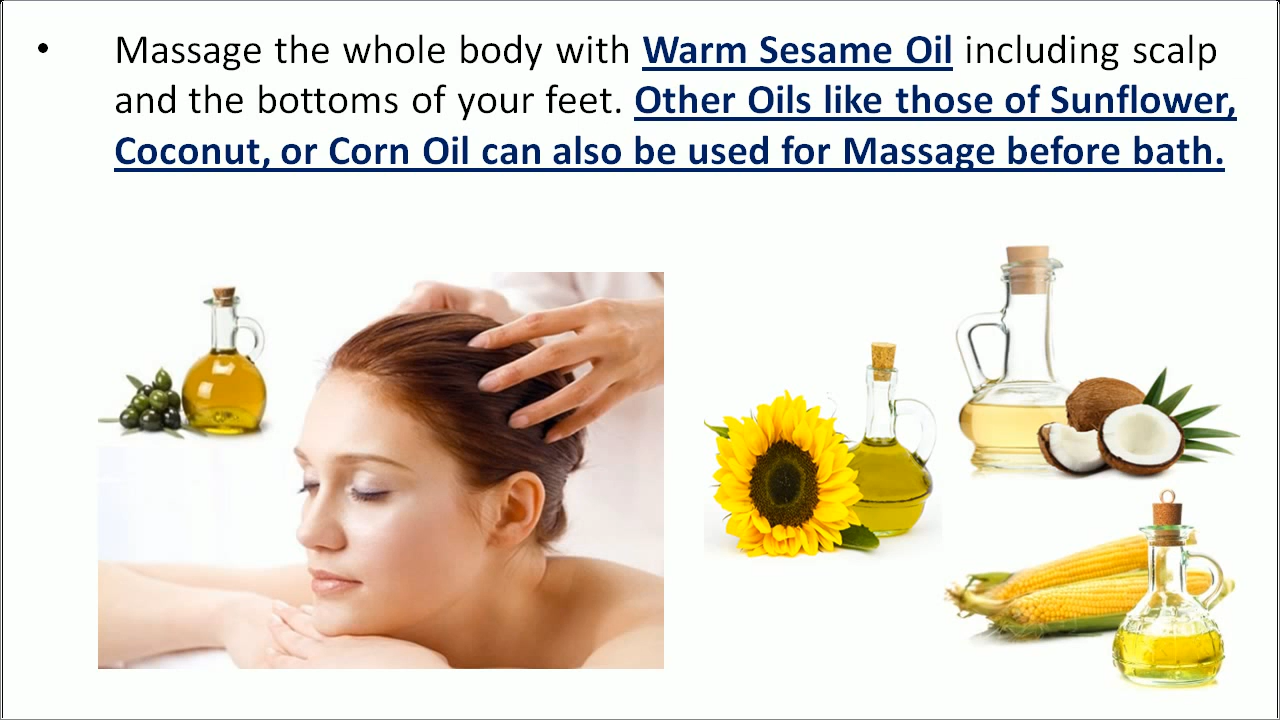 • Massage the whole body with Warm Sesame Oil including scalp
and the bottoms of your feet. Other Oils like those of Sunflower,
Coconut, or Corn Oil can also be used for Massage before bath.